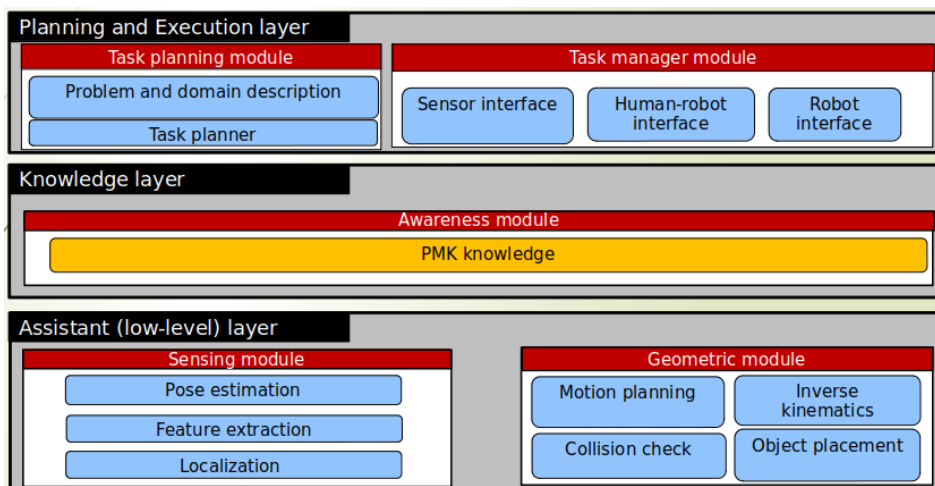 Planning and Execution layer
Task planning module
Task manager module
Problem and domain description
Task planner
Sensor interface
Human-robot
interface
Robot
interface
Knowledge layer
Awareness module
PMK knowledge
Assistant (low-level) layer
Sensing module
Geometric module
Pose estimation
Feature extraction
Localization
Motion planning
Inverse
kinematics
Collision check
Object placement